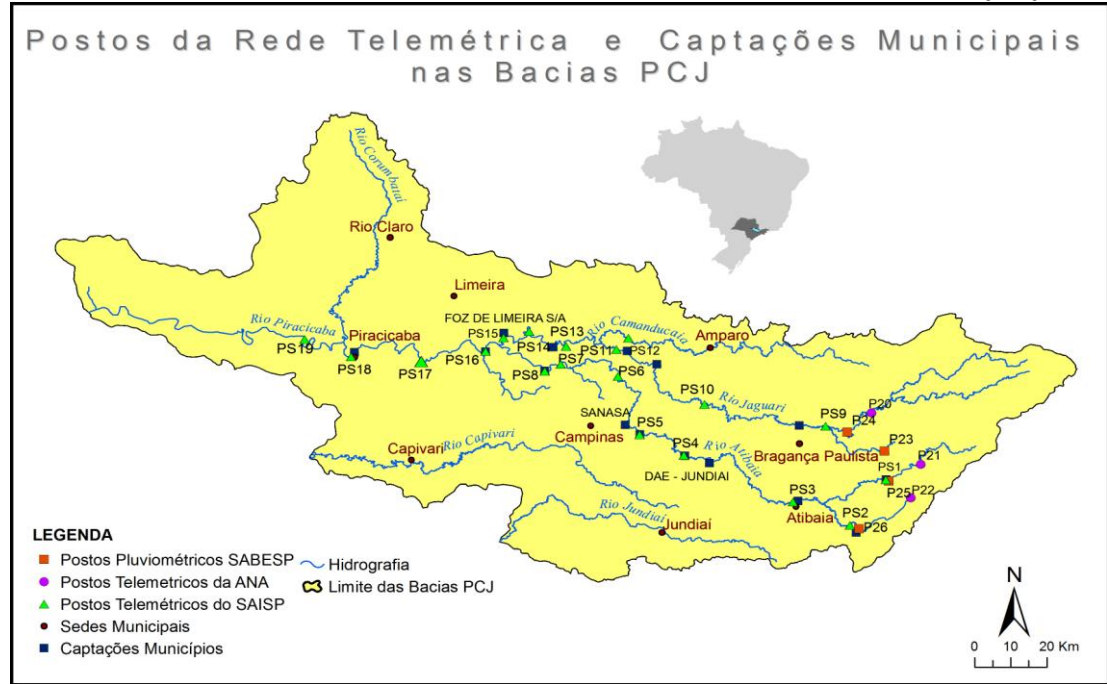 Postos da Rede Telemétrica e Captações Municipais
nas Bacias PCJ
Rio Corumbataí
Rio Claro
Limeira
FOZ DE LIMEIRA S/A
Rio Piracicaba
Piracicaba
PS15
PS14
PS13
Rio Camanducaia
Amparo
PS19
PS18
PS17
PS16
PS11
PS12
PS8
PS7
PS6
PS10
Rio Jaguari
PS9
P20
P24
SANASA
PS5
Campinas
Capivari
Rio Capivari
PS4
Rio Atibaia
Bragança Paulista
P23
P21
PS1
DAE - JUNDIAI
PS3
P25
P22
Atibaia
PS2
P26
Rio Jundiaí
Jundiaí
LEGENDA
Postos Pluviométricos SABESP
Hidrografia
Postos Telemetricos da ANA
Limite das Bacias PCJ
Postos Telemétricos do SAISP
Sedes Municipais
Captações Municípios
N
0 10 20 Km